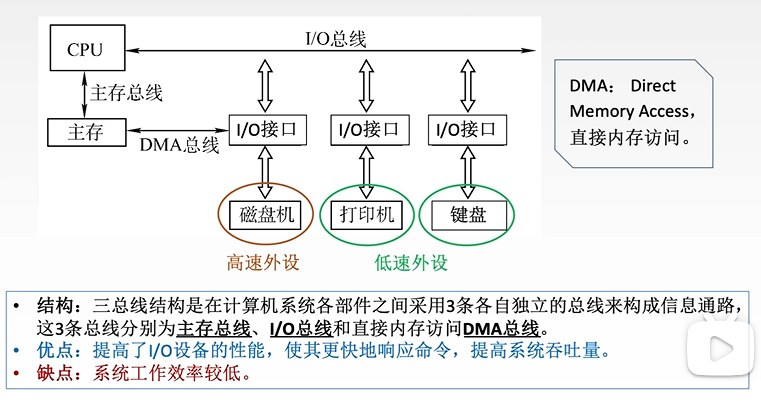 CPU
I/O总线
主存总线
主存
DMA总线
I/O接口
I/O接口
I/O接口
磁盘机
打印机
键盘
高速外设
低速外设
DMA： Direct
Memory Access，
直接内存访问。
• 结构：三总线结构是在计算机系统各部件之间采用3条各自独立的总线来构成信息通路，
这3条总线分别为主存总线、I/O总线和直接内存访问DMA总线。
• 优点：提高了I/O设备的性能，使其更快地响应命令，提高系统吞吐量。
• 缺点：系统工作效率较低。